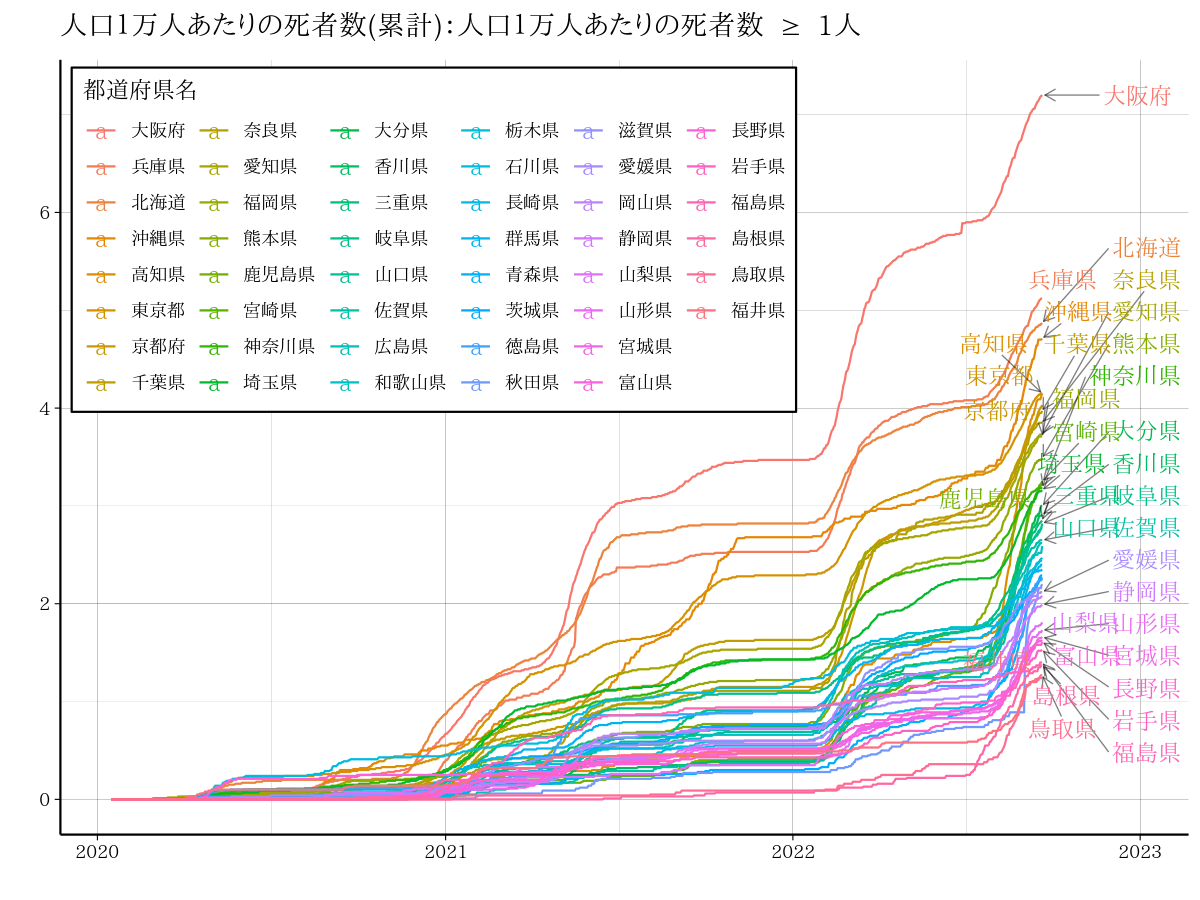 人口1万人あたりの死者数(累計)：人口1万人あたりの死者数 ≥ 1人
都道府県名
a 大阪府 a 奈良県 a 大分県 a 栃木県 a 滋賀県 a 長野県
a 兵庫県 a 愛知県 a 香川県 a 石川県 a 愛媛県 a 岩手県
a 北海道 a 福岡県 a 三重県 a 長崎県 a 岡山県 a 福島県
a 沖縄県 a 熊本県 a 岐阜県 a 群馬県 a 静岡県 a 島根県
a 高知県 a 鹿児島県 a 山口県 a 青森県 a 山梨県 a 鳥取県
a 東京都 a 宮崎県 a 佐賀県 a 茨城県 a 山形県 a 福井県
a 京都府 a 神奈川県 a 広島県 a 徳島県 a 宮城県
a 千葉県 a 埼玉県 a 和歌山県 a 秋田県 a 富山県
大阪府
北海道
兵庫県 奈良県
沖縄県 愛知県
高知県 千葉県 熊本県
東京都 神奈川県
京都府 福岡県
宮崎県 大分県
埼玉県 香川県
鹿児島県 三重県 岐阜県
山口県 佐賀県
愛媛県
静岡県
山梨県 山形県
富山県 宮城県
島根県 長野県
鳥取県 岩手県
福島県
6
4
2
0
2020 2021 2022 2023